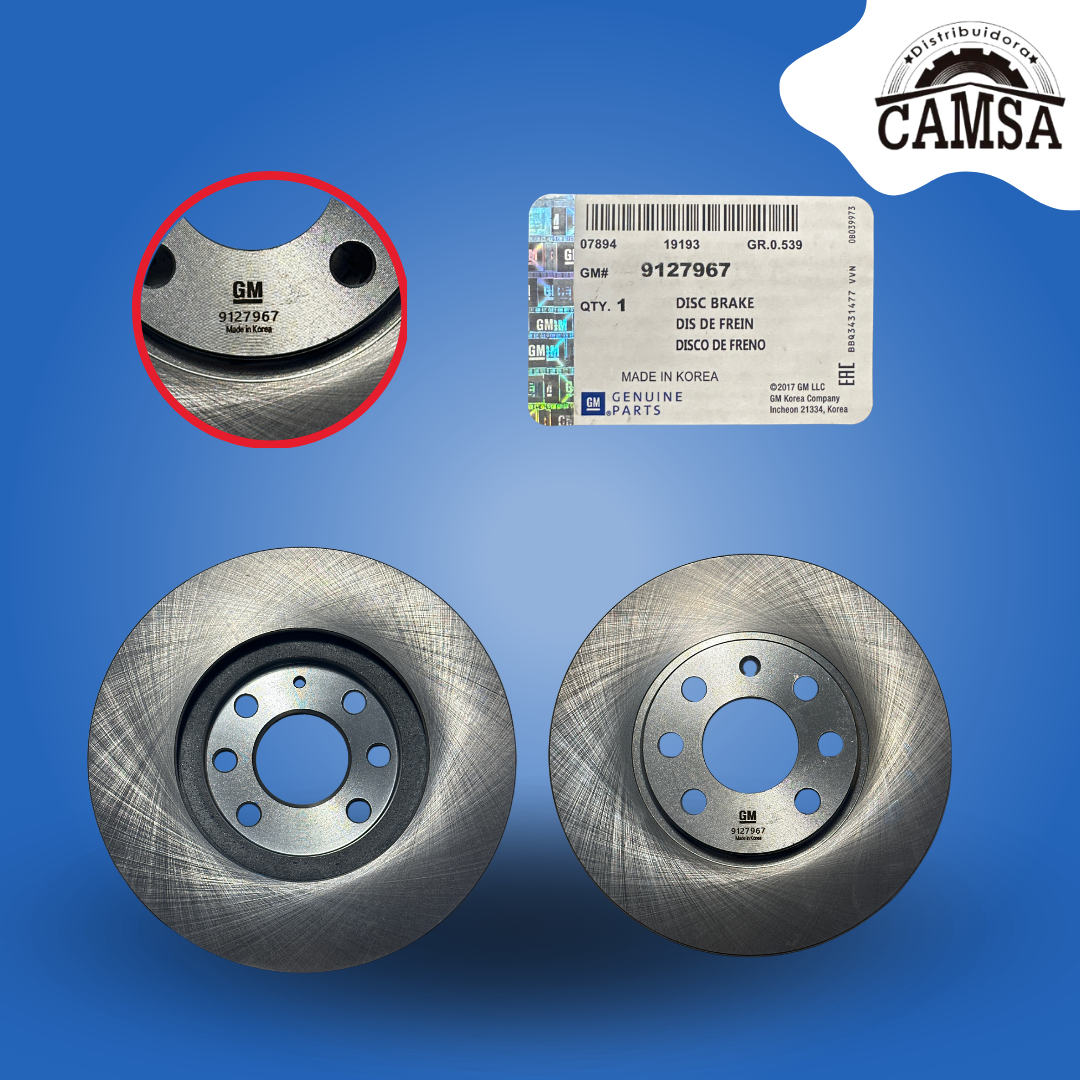 ★Distribuidora★
CAMSA
GM
9127967
Made in Korea
07894 19193 GR.0.539
GM# 9127967
QTY. 1 DISC BRAKE
DIS DE FREIN
DISCO DE FRENO
MADE IN KOREA
GM GENUINE
®PARTS
©2017 GM LLC
GM Korea Company
Incheon 21334, Korea
EAC
BBQ3431477 VVN 08039973
GM
GM
GM
9127967
Made in Korea